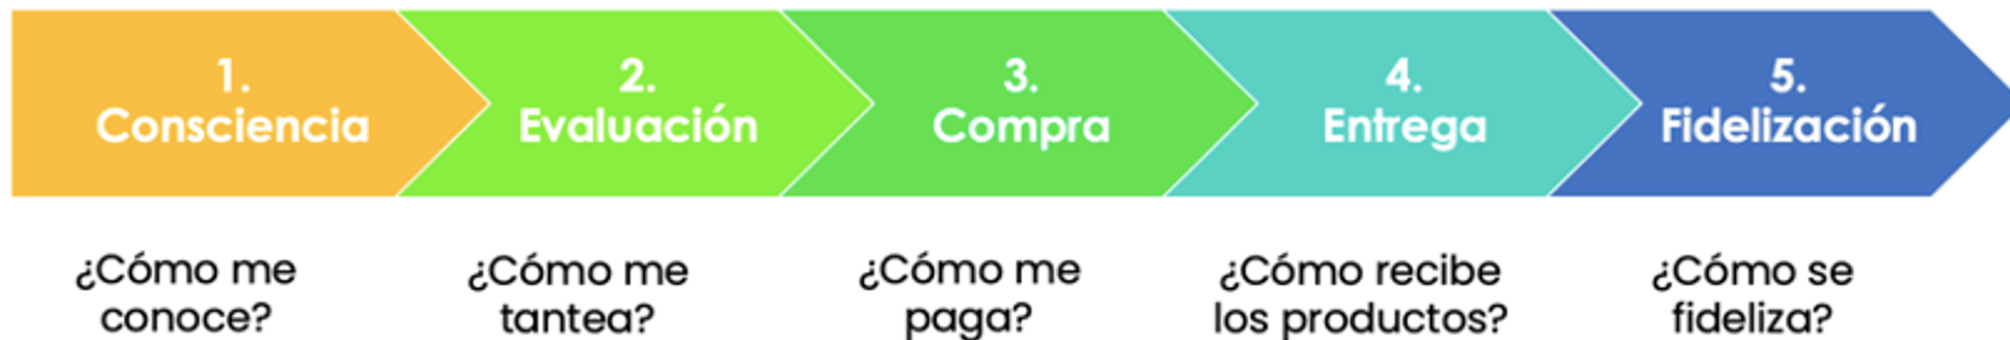 1.
Consciencia
2.
Evaluación
3.
Compra
4.
Entrega
5.
Fidelización
¿Cómo me
conoce?
¿Cómo me
tantea?
¿Cómo me
paga?
¿Cómo recibe
los productos?
¿Cómo se
fideliza?